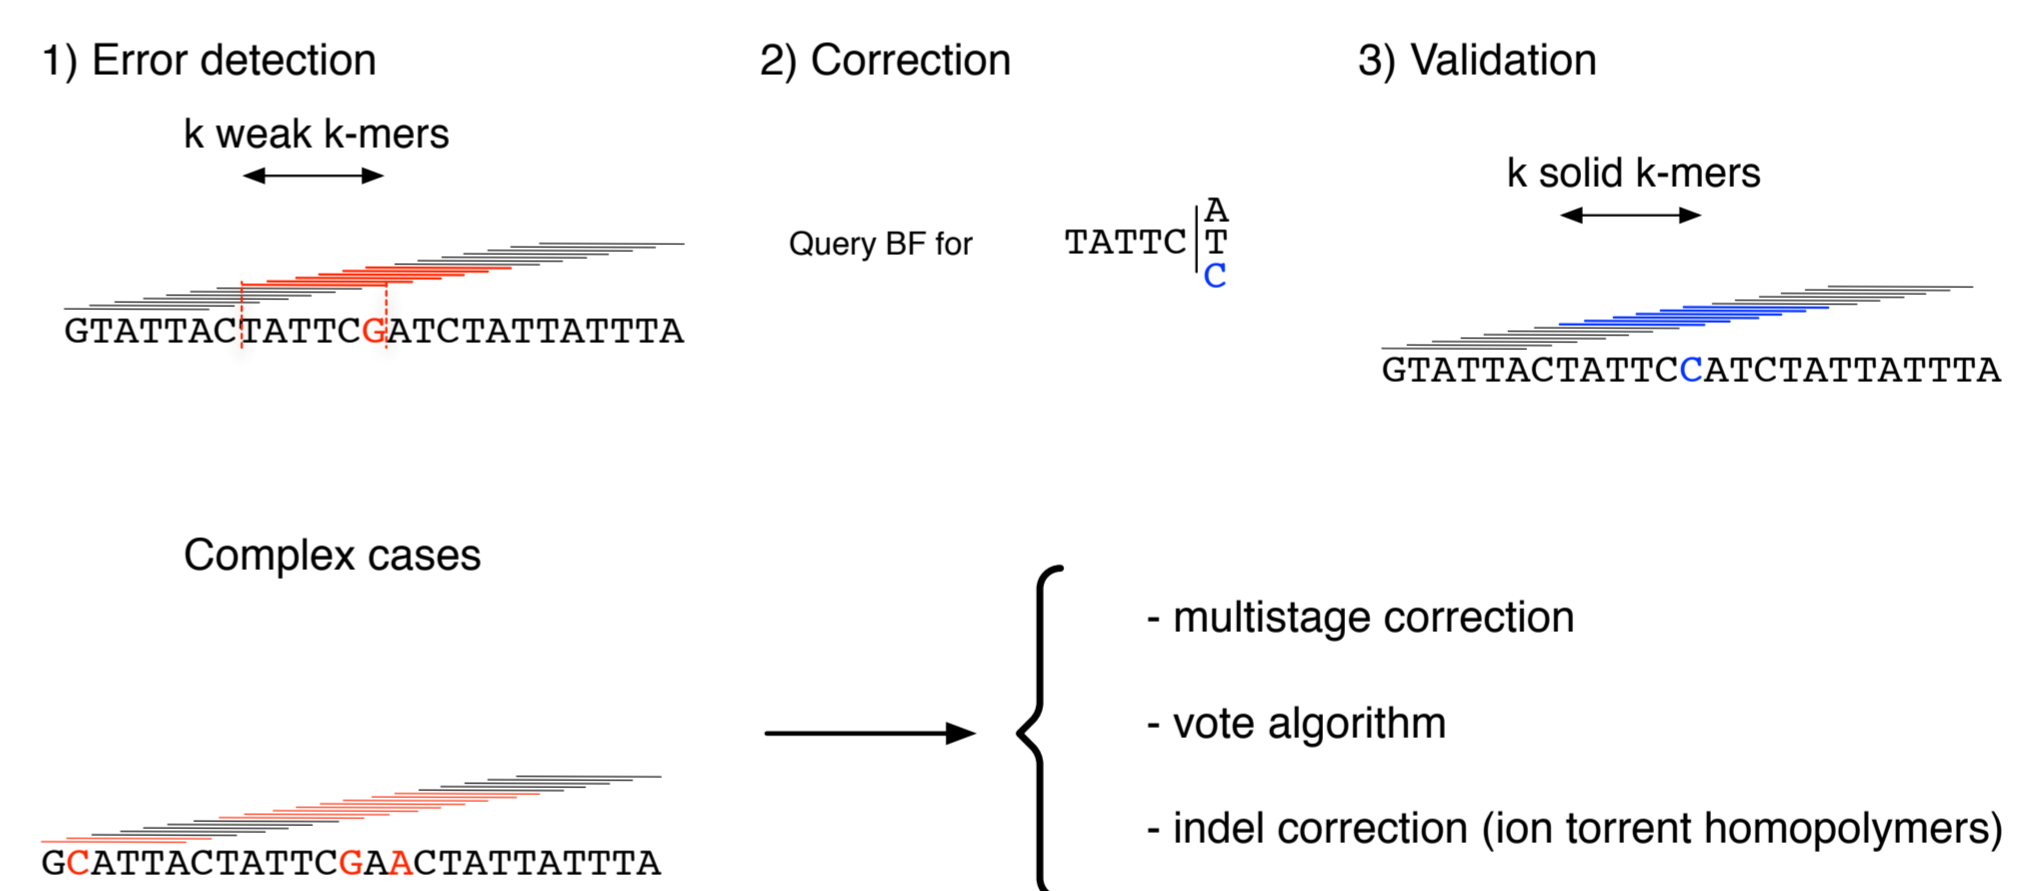 1) Error detection
2) Correction
3) Validation
k weak k-mers
k solid k-mers
A
Query BF for
TATTC|T
C
GTATTACTATTCGATCTATTATTTA
GTATTACTATTCCATCTATTATTTA
Complex cases
- multistage correction
- vote algorithm
- indel correction (ion torrent homopolymers)
GCATTACTATTCGAACTATTATTTA